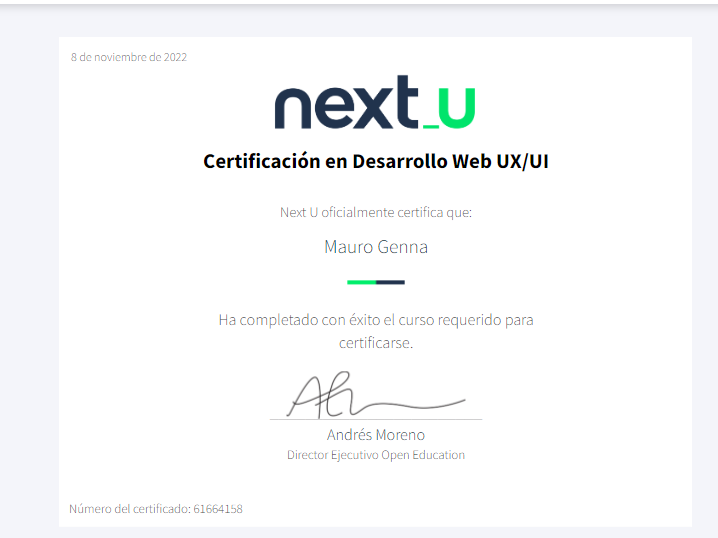 8 de noviembre de 2022
next_U
Certificación en Desarrollo Web UX/UI
Next U oficialmente certifica que:
Mauro Genna
Ha completado con éxito el curso requerido para
certificarse.
Andrés Moreno
Director Ejecutivo Open Education
Número del certificado: 61664158